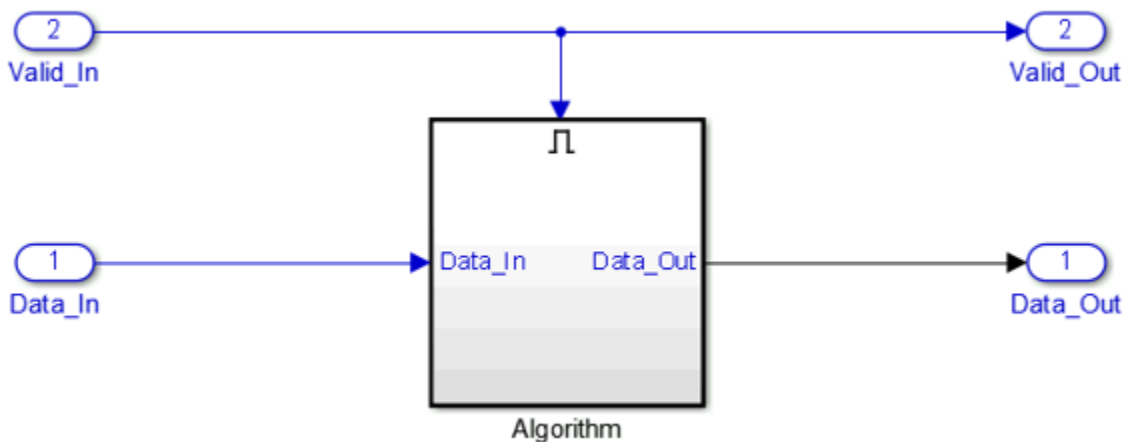 2
Valid_In
2
Valid_Out
1
Data_In
Data_In
Data_Out
1
Data_Out
Algorithm